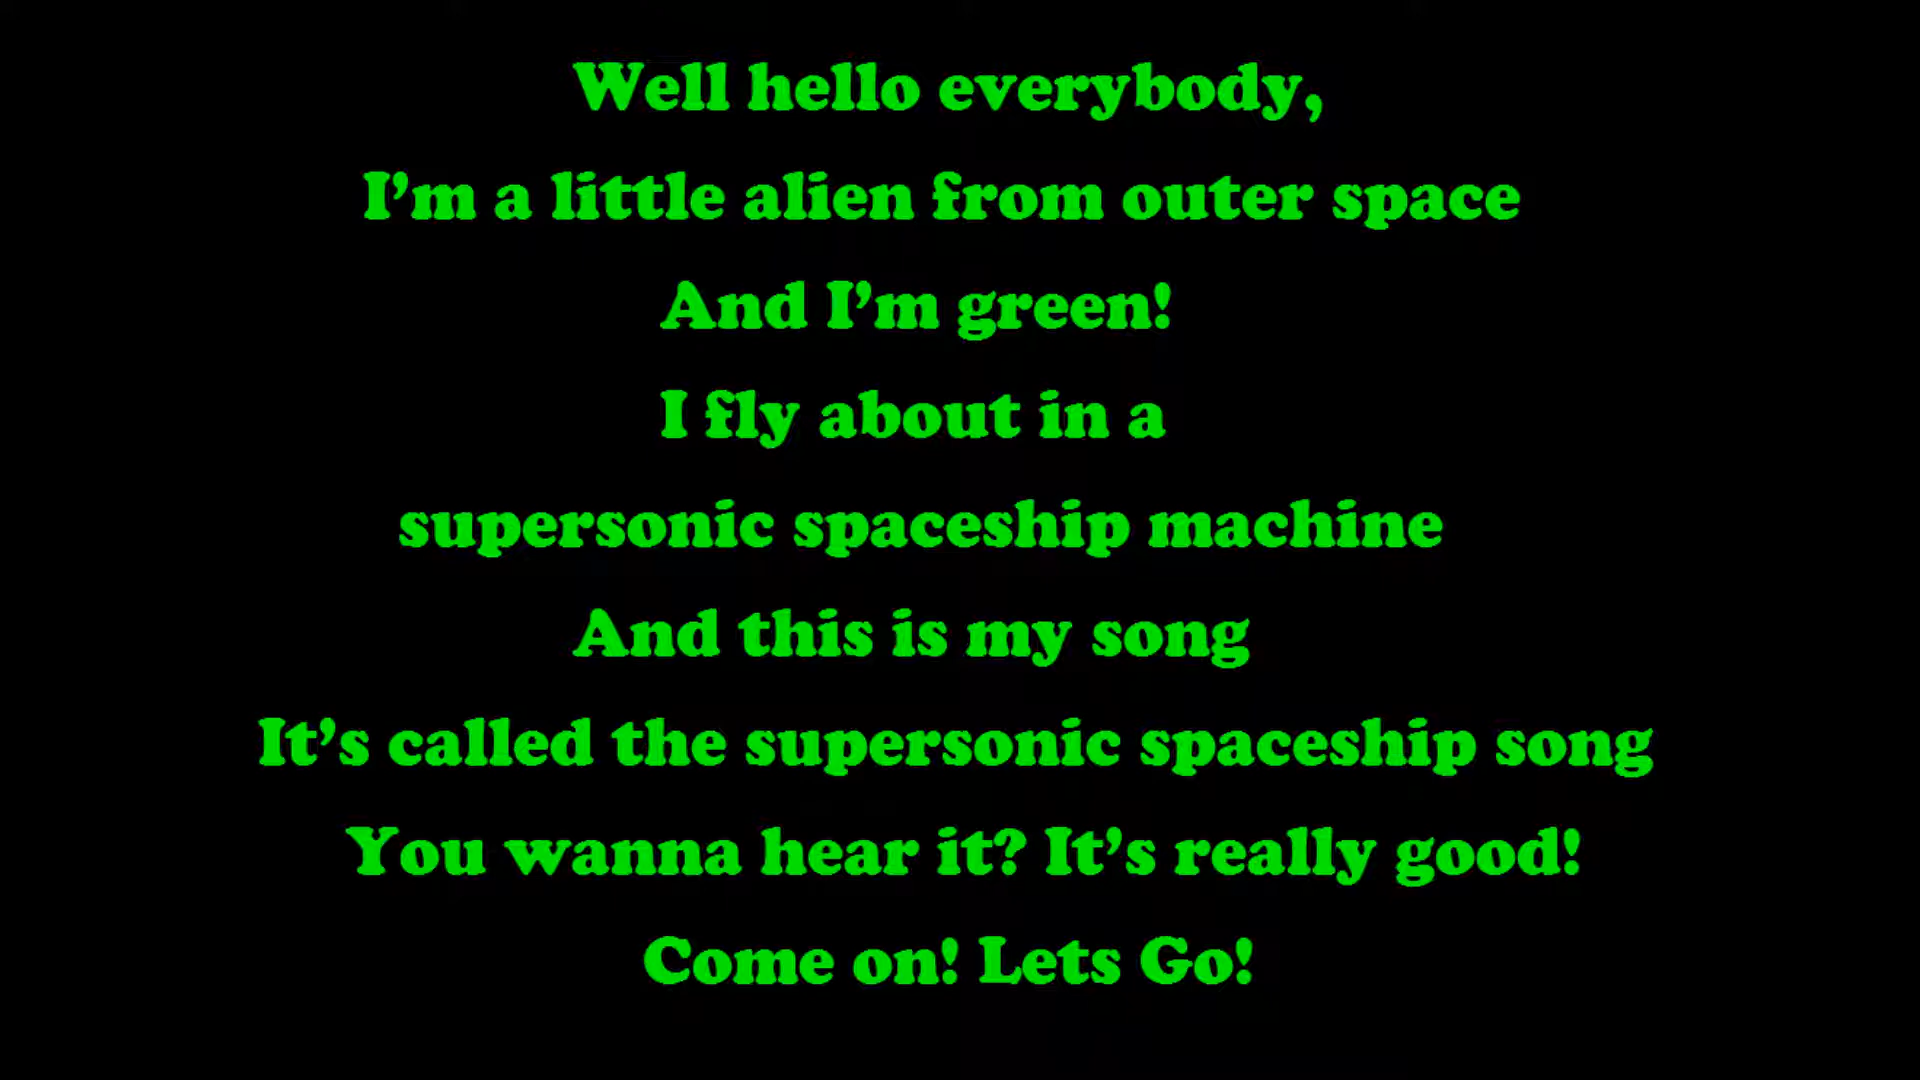 Well hello everybody,
I’m a little alien from outer space
And I’m green!
I fly about in a
supersonic spaceship machine
And this is my song
It’s called the supersonic spaceship song
You wanna hear it? It’s really good!
Come on! Lets Go!